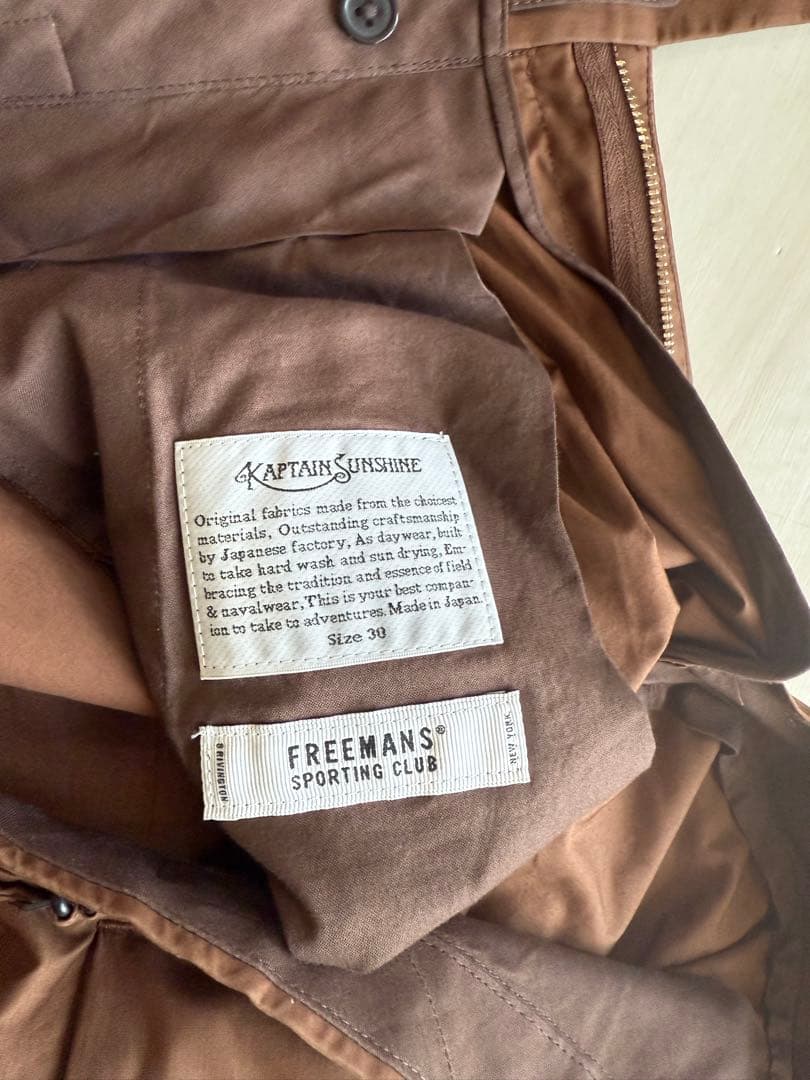 KAPTAIN SUNSHINE
Original fabrics made from the choicest
materials. Outstanding craftsmanship
by Japanese factory. As daywear, built
to take hard wash and sun drying, Em-
bracing the tradition and essence of field
& navalwear, This is your best compan-
ion to take to adventures. Made in Japan.
Size 30
FREEMANS®
SPORTING CLUB
8 RIVINGTON
NEW YORK